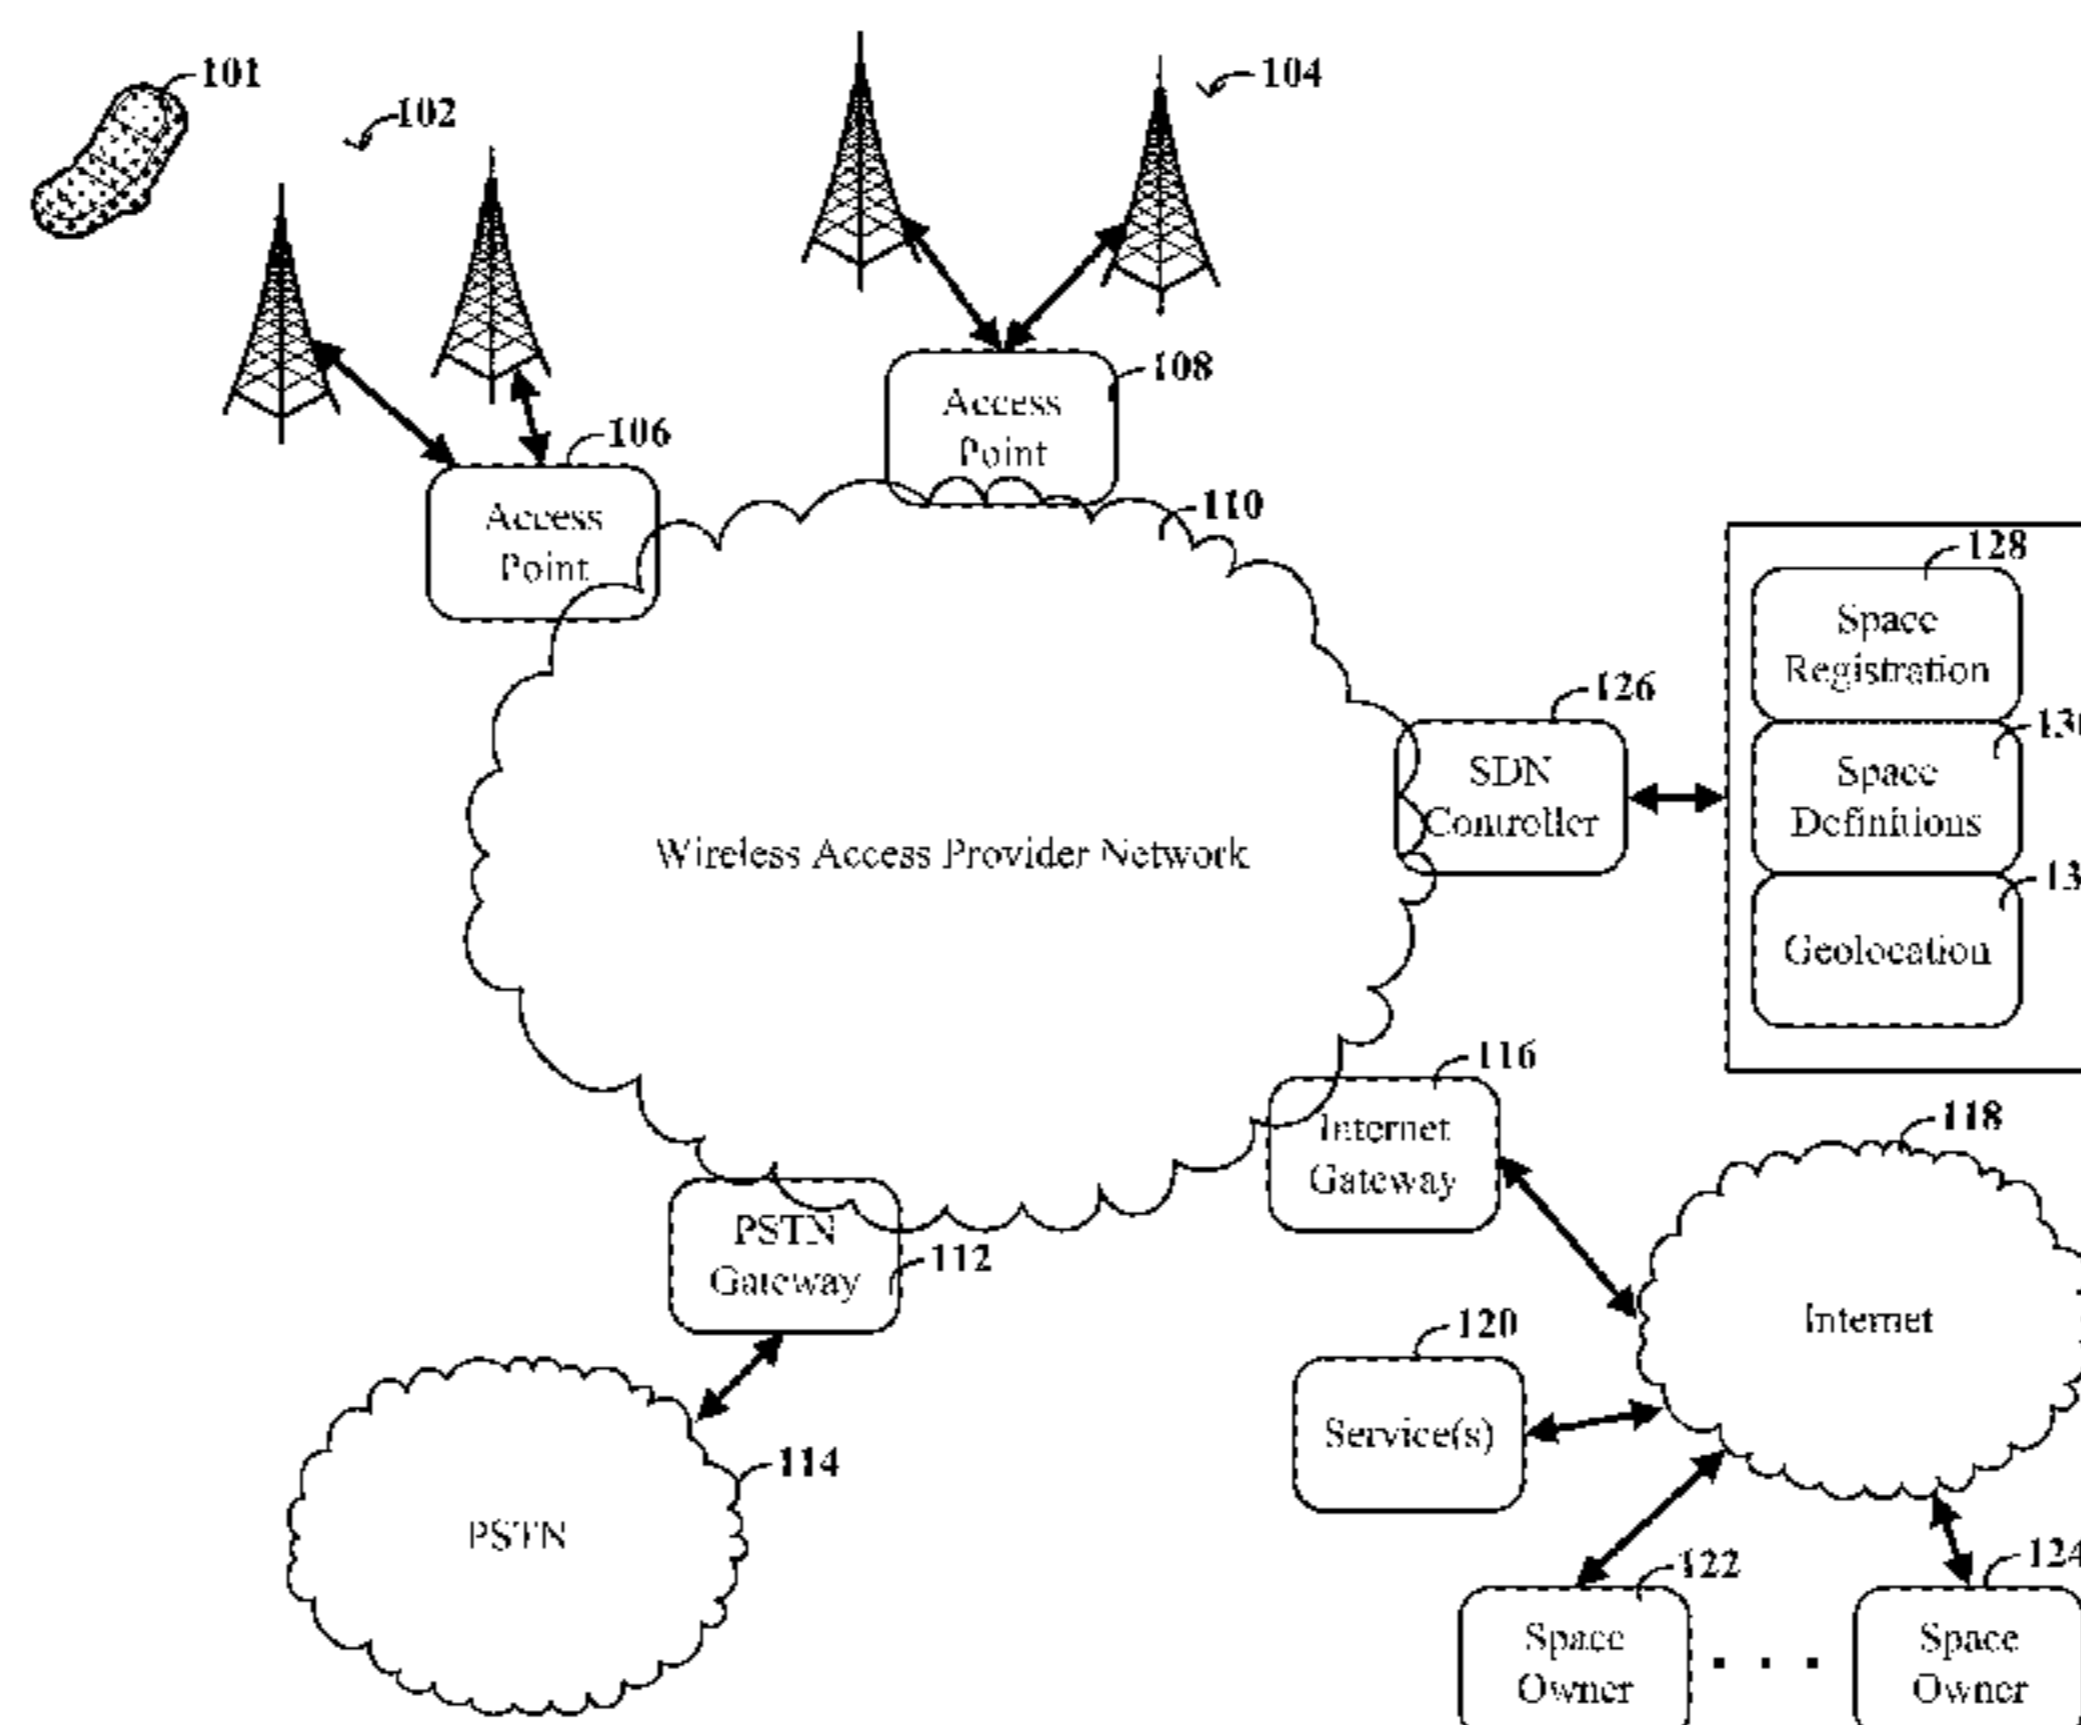 101
102
104
Access
Point
108
106
Access
Point
110
128
Space
Registration
126
SDN
Controller
Space
Definitions
Wireless Access Provider Network
Geolocation
116
Internet
Gateway
118
PSTN
Gateway
112
Internet
120
Service(s)
114
PSTN
122
124
Space
Owner
. . .
Space
Owner